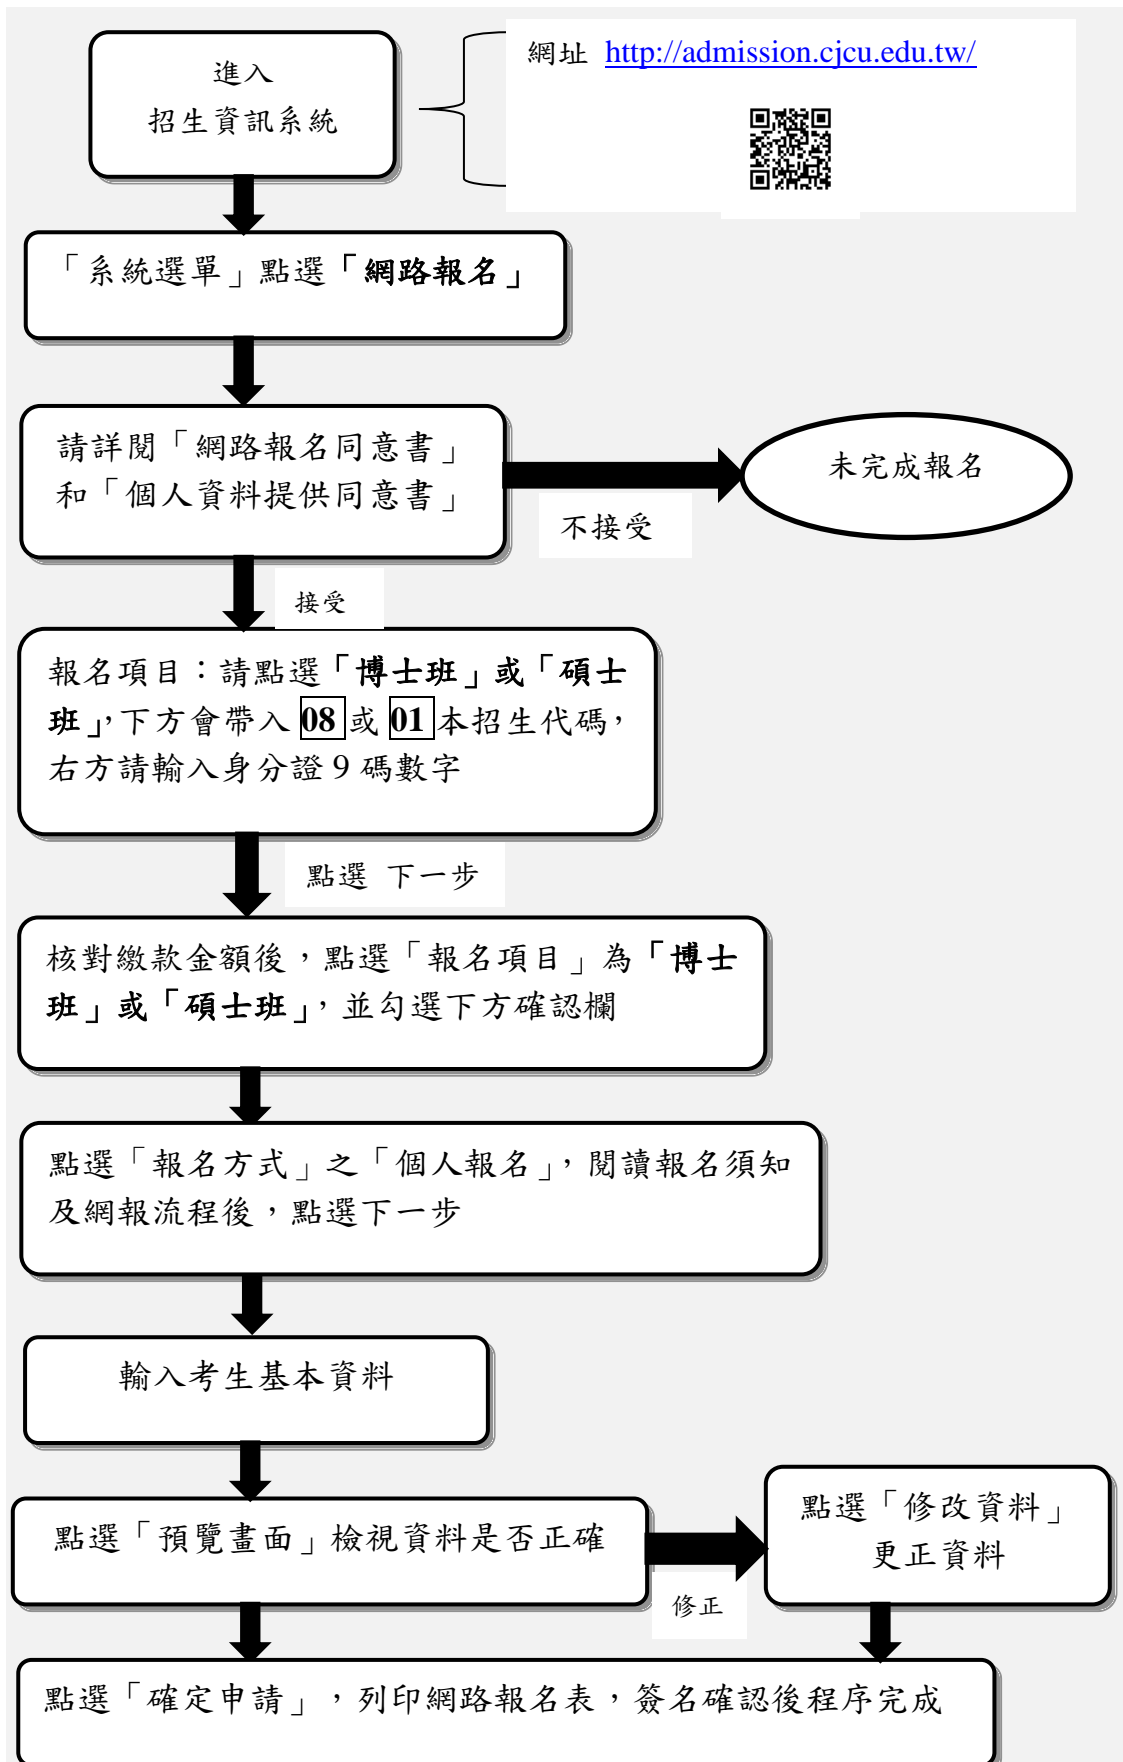 進入
招生資訊系統
網址 http://admission.cjcu.edu.tw/
「系統選單」點選「網路報名」
請詳閱「網路報名同意書」
和「個人資料提供同意書」
未完成報名
不接受
接受
報名項目：請點選「博士班」或「碩士
班」，下方會帶入 08 或 01 本招生代碼，
右方請輸入身分證 9 碼數字
點選 下一步
核對繳款金額後，點選「報名項目」為「博士
班」或「碩士班」，並勾選下方確認欄
點選「報名方式」之「個人報名」，閱讀報名須知
及網報流程後，點選下一步
輸入考生基本資料
點選「預覽畫面」檢視資料是否正確
點選「修改資料」
更正資料
修正
點選「確定申請」，列印網路報名表，簽名確認後程序完成